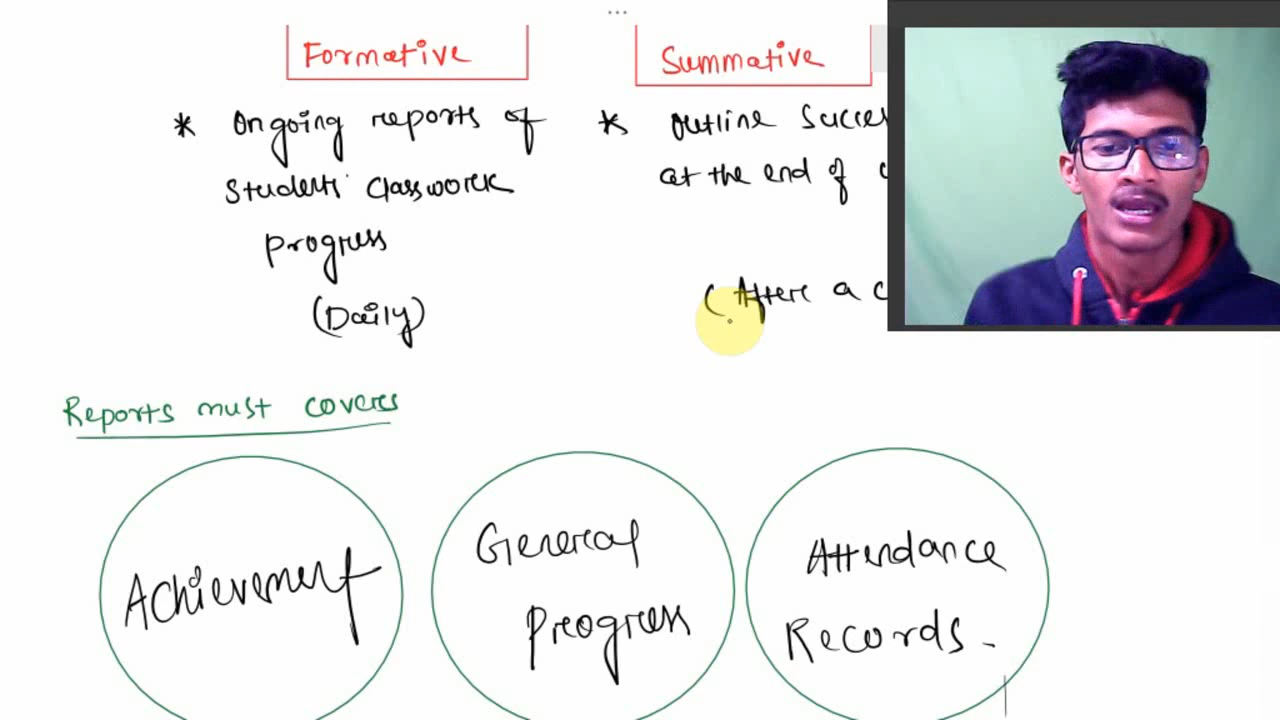 Formative
Summative
* Ongoing reports of
Students' Classwork
Progress
(Daily)
* Outline
at the end of
(After a
Reports must covers
Achievement
General
Progress
Attendance
Records.